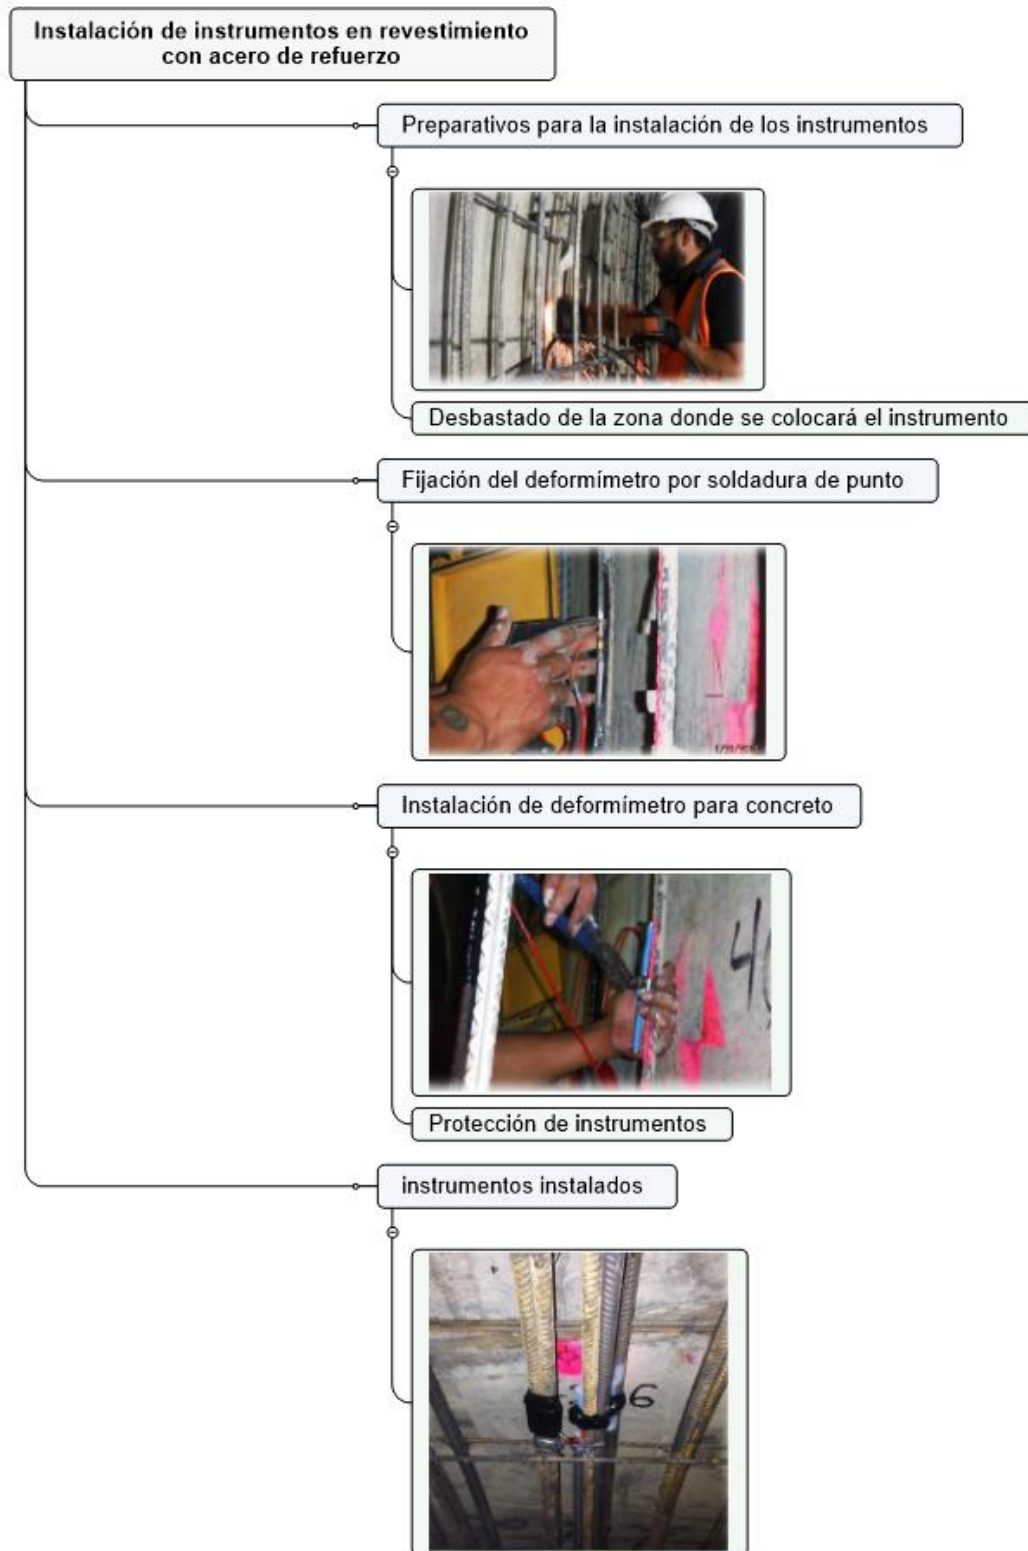 Instalación de instrumentos en revestimiento
con acero de refuerzo
Preparativos para la instalación de los instrumentos
Desbastado de la zona donde se colocará el instrumento
Fijación del deformímetro por soldadura de punto
Instalación de deformímetro para concreto
4
Protección de instrumentos
instrumentos instalados
6